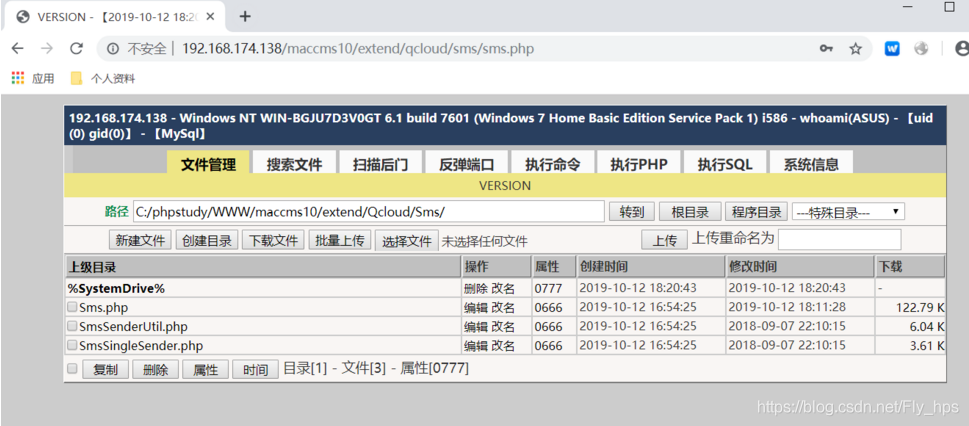 VERSION - 【2019-10-12 18:2
不安全 192.168.174.138/maccms10/extend/qcloud/sms/sms.php
应用 个人资料
192.168.174.138 - Windows NT WIN-BGJU7D3V0GT 6.1 build 7601 (Windows 7 Home Basic Edition Service Pack 1) i586 - whoami(ASUS) - 【uid
(0) gid(0)】 - 【MySql】
文件管理 搜索文件 扫描后门 反弹端口 执行命令 执行PHP 执行SQL 系统信息
VERSION
路径 C:/phpstudy/WWW/maccms10/extend/Qcloud/Sms/ 转到 根目录 程序目录 ---特殊目录---
新建文件 创建目录 下载文件 批量上传 选择文件 未选择任何文件 上传 上传重命名为
上级目录 操作 属性 创建时间 修改时间 下载
%SystemDrive% 删除 改名 0777 2019-10-12 18:20:43 2019-10-12 18:20:43 -
Sms.php 编辑 改名 0666 2019-10-12 16:54:25 2019-10-12 18:11:28 122.79 K
SmsSenderUtil.php 编辑 改名 0666 2019-10-12 16:54:25 2018-09-07 22:10:15 6.04 K
SmsSingleSender.php 编辑 改名 0666 2019-10-12 16:54:25 2018-09-07 22:10:15 3.61 K
复制 删除 属性 时间 目录[1] - 文件[3] - 属性[0777]
https://blog.csdn.net/Fly_hps